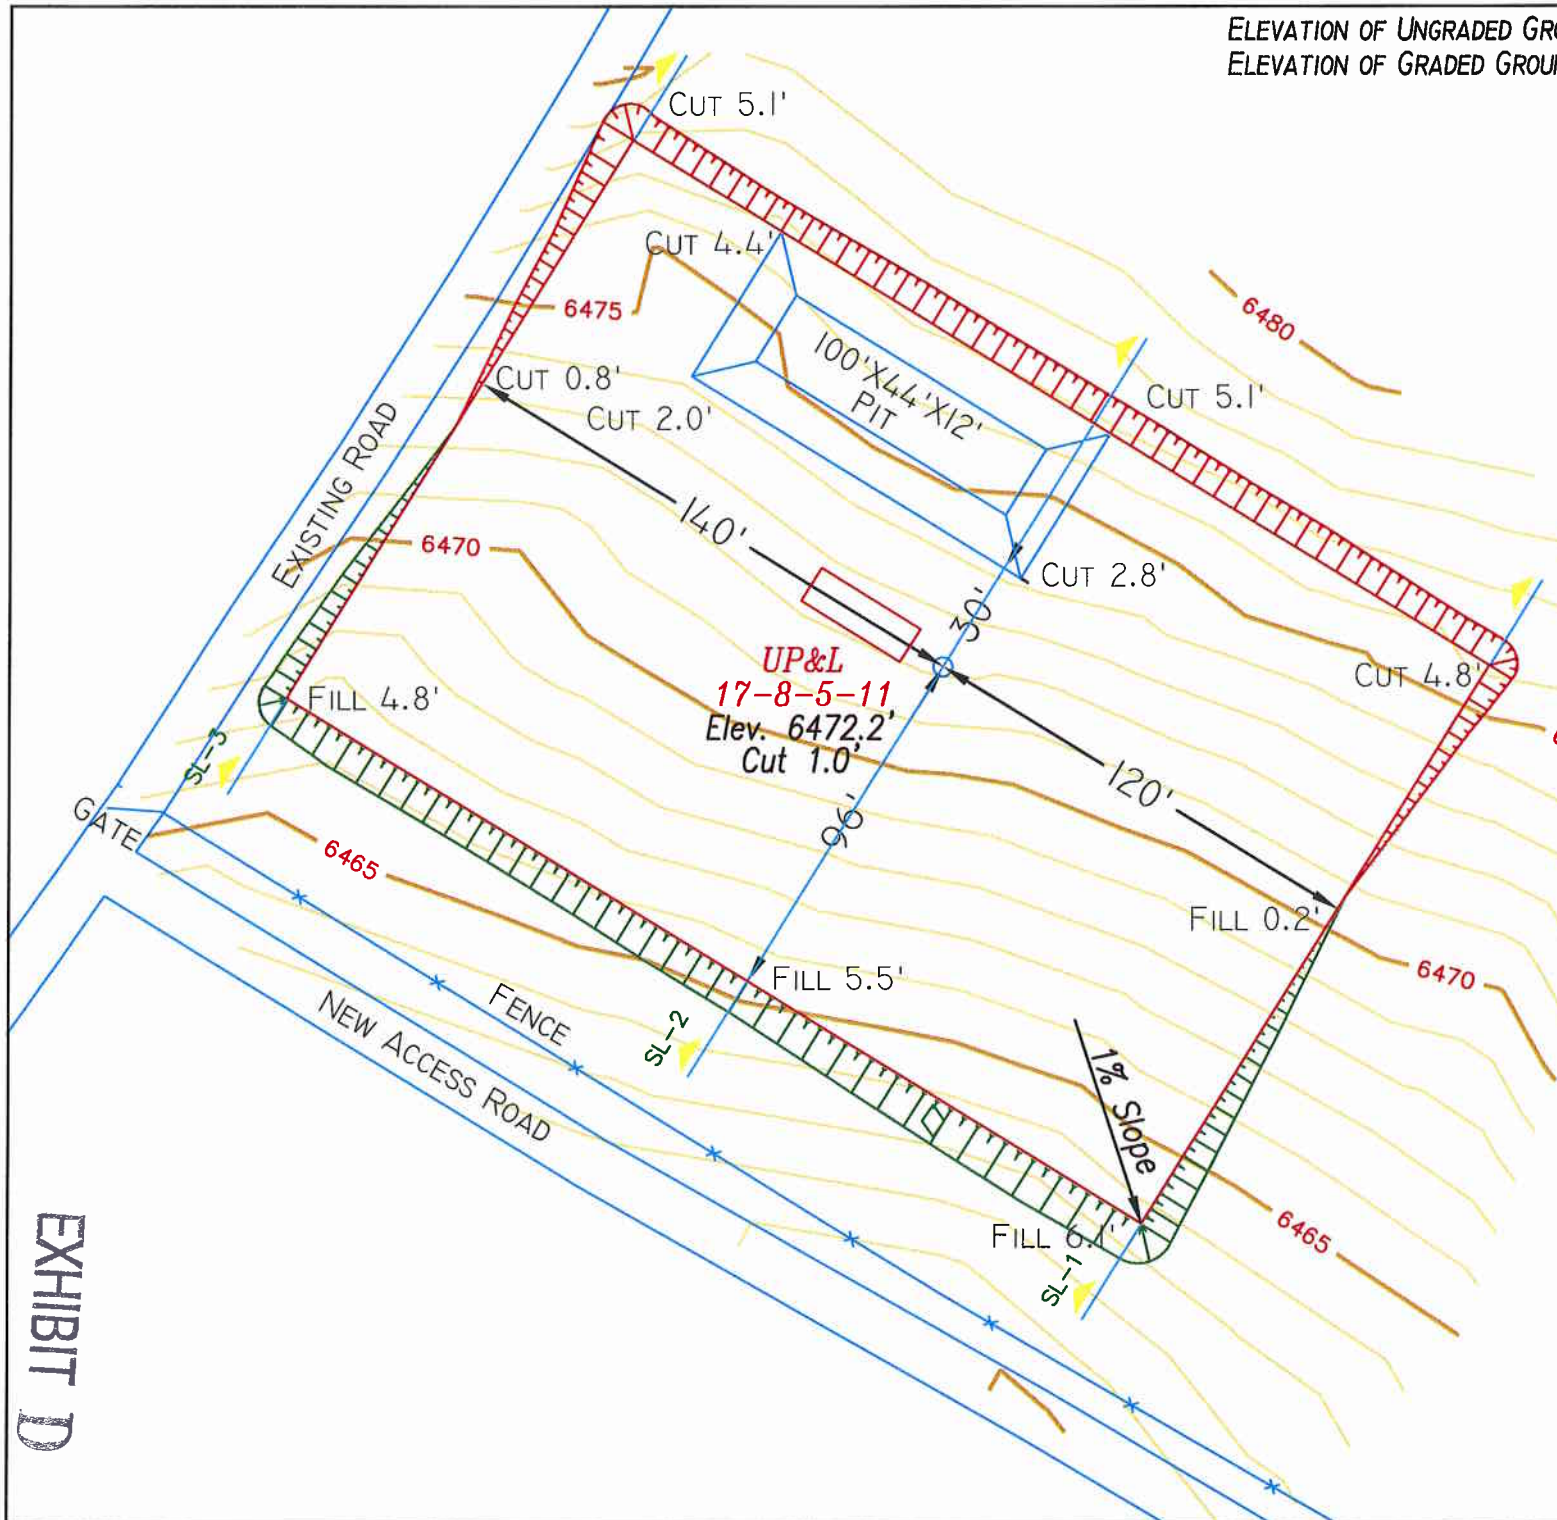 ELEVATION OF UNGRADED GRO
ELEVATION OF GRADED GROU
CUT 5.1'
CUT 4.4'
6475
6480
100'X44'X12'
PIT
CUT 0.8'
CUT 2.0'
CUT 5.1'
EXISTING ROAD
140'
6470
CUT 2.8'
30'
UP&L
17-8-5-11
Elev. 6472.2'
Cut 1.0'
CUT 4.8'
FILL 4.8'
SL-3
120'
96'
GATE
6465
FILL 0.2'
6470
FILL 5.5'
FENCE
SL-2
NEW ACCESS ROAD
1% Slope
FILL 6.1'
6465
SL-1
EXHIBIT D